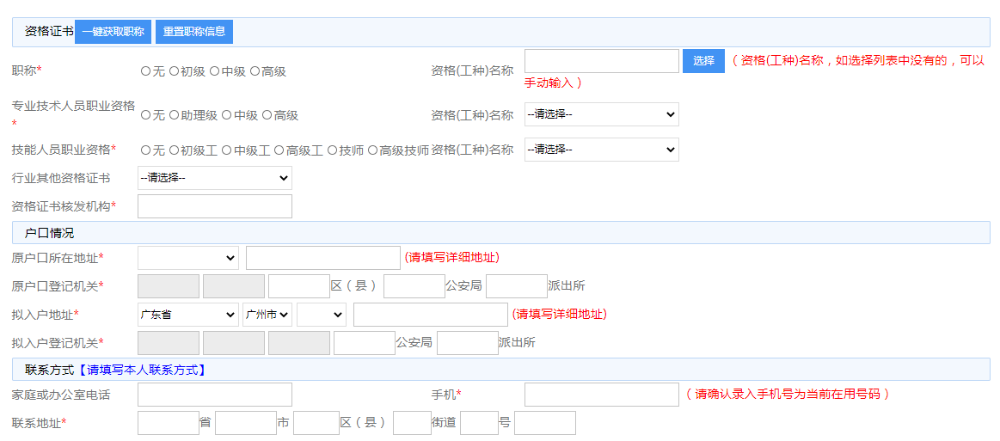 资格证书 一键获取职称 重置职称信息
职称* 无 初级 中级 高级 资格(工种)名称 选择 (资格(工种)名称，如选择列表中没有的，可以
手动输入)
专业技术人员职业资格
* 无 助理级 中级 高级 资格(工种)名称 --请选择--
技能人员职业资格* 无 初级工 中级工 高级工 技师 高级技师 资格(工种)名称 --请选择--
行业其他资格证书 --请选择--
资格证书核发机构*
户口情况
原户口所在地址* (请填写详细地址)
原户口登记机关* 区(县) 公安局 派出所
拟入户地址* 广东省 广州市 (请填写详细地址)
拟入户登记机关* 公安局 派出所
联系方式【请填写本人联系方式】
家庭或办公室电话 手机* (请确认录入手机号为当前在用号码)
联系地址* 省 市 区(县) 街道 号